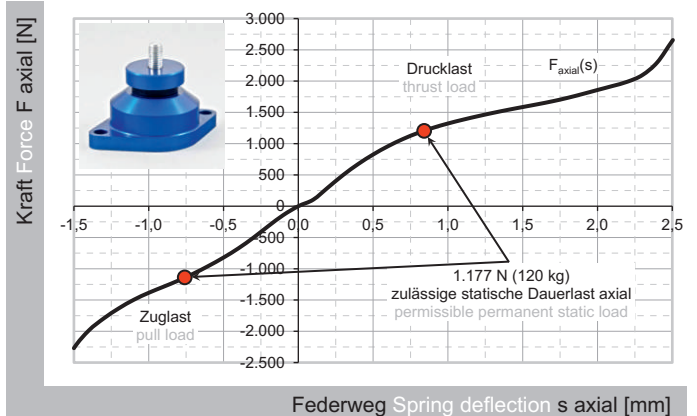 Kraft Force F axial [N]
3.000
3.000
2.500
2.000
1.500
1.000
500
0
-500
-1.000
-1.500
-2.000
-2.500
-1,5
-1,0
-0,5
0,0
0,5
1,0
1,5
2,0
2,5
Drucklast
thrust load
Faxial(s)
1.177 N (120 kg)
zulässige statische Dauerlast axial
permissible permanent static load
Zuglast
pull load
Federweg Spring deflection s axial [mm]